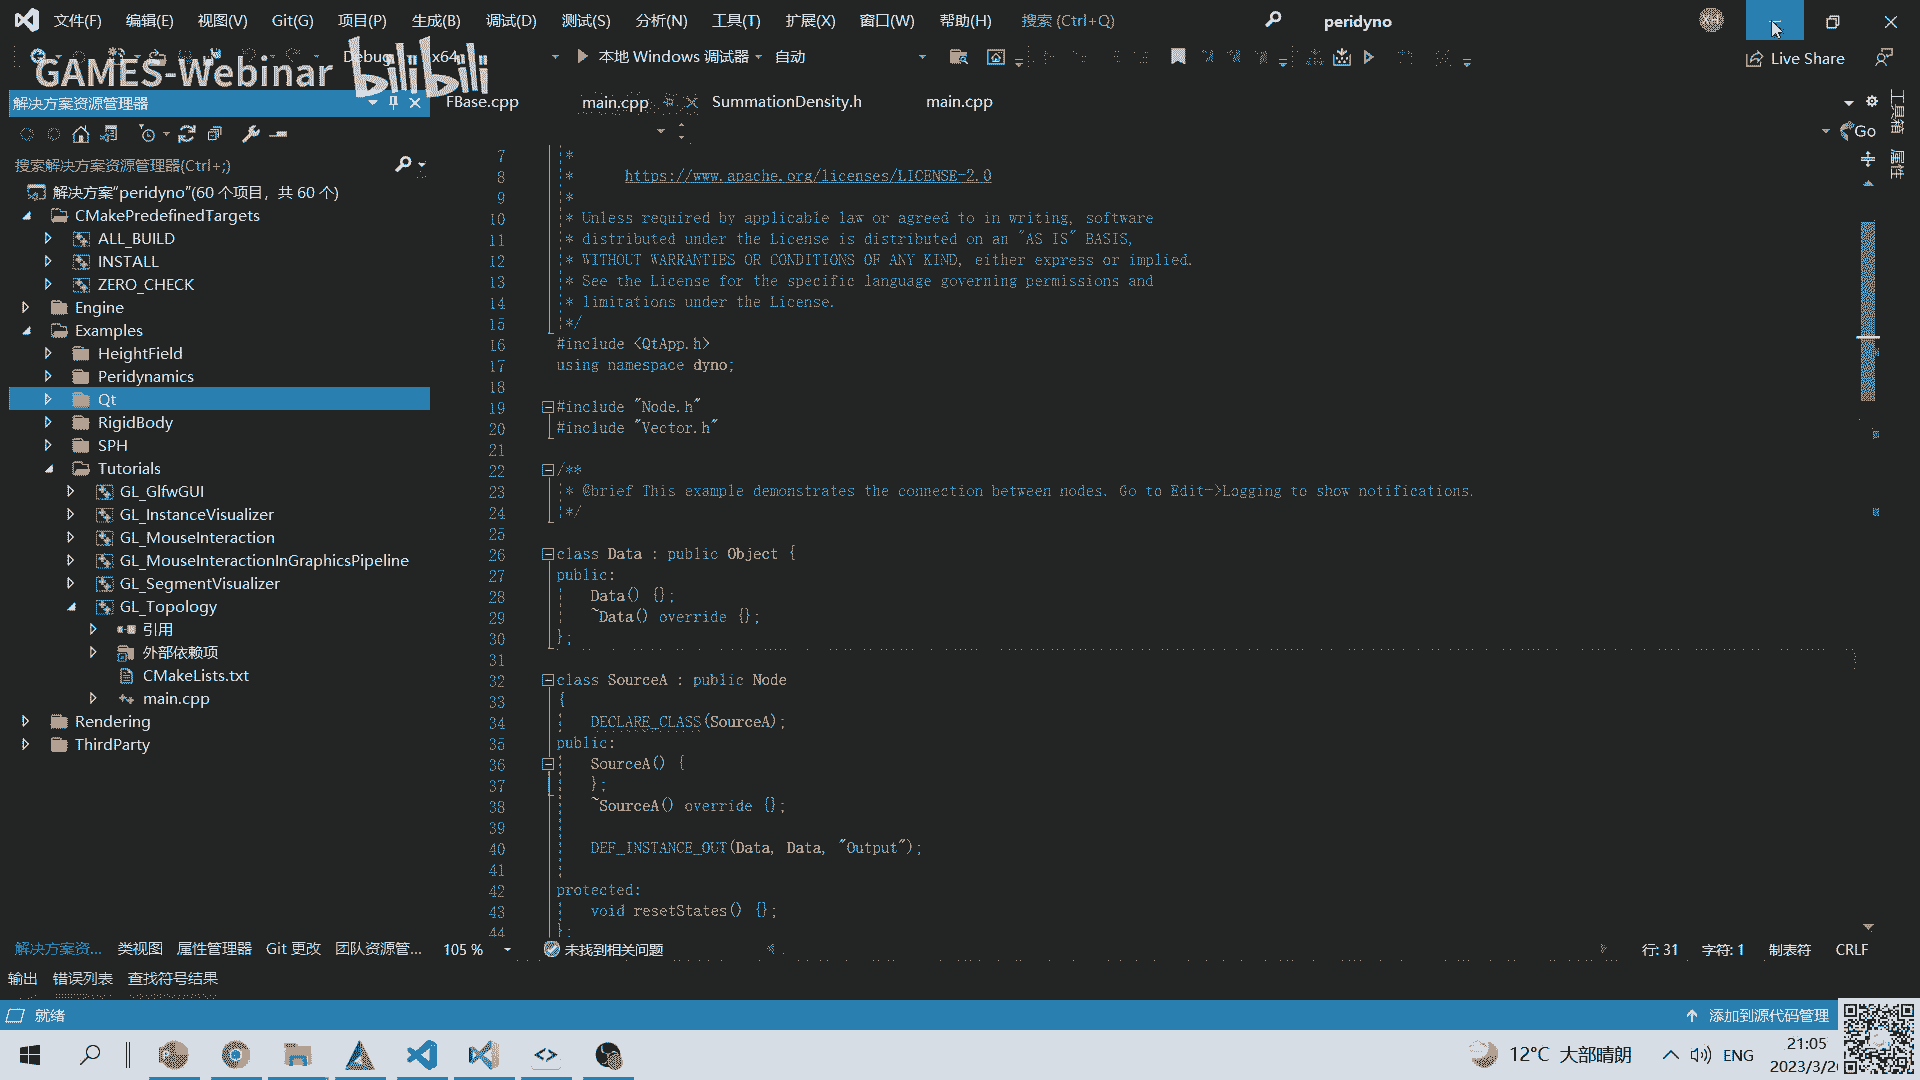 文件(F) 编辑(E) 视图(V) Git(G) 项目(P) 生成(B) 调试(D) 测试(S) 分析(N) 工具(T) 扩展(X) 窗口(W) 帮助(H) 搜索 (Ctrl+Q) peridyno XH
Debug x64 本地 Windows 调试器 自动 Live Share
GAMES-Webinar bilibili
解决方案资源管理器
FBase.cpp main.cpp SummationDensity.h main.cpp
Go
工具箱
属性
搜索解决方案资源管理器(Ctrl+;)
解决方案"peridyno"(60 个项目，共 60 个)
CMakePredefinedTargets
ALL_BUILD
INSTALL
ZERO_CHECK
Engine
Examples
HeightField
Peridynamics
Qt
RigidBody
SPH
Tutorials
GL_GlfwGUI
GL_InstanceVisualizer
GL_MouseInteraction
GL_MouseInteractionInGraphicsPipeline
GL_SegmentVisualizer
GL_Topology
引用
外部依赖项
CMakeLists.txt
main.cpp
Rendering
ThirdParty
7 *
8 * https://www.apache.org/licenses/LICENSE-2.0
9 *
10 * Unless required by applicable law or agreed to in writing, software
11 * distributed under the License is distributed on an "AS IS" BASIS,
12 * WITHOUT WARRANTIES OR CONDITIONS OF ANY KIND, either express or implied.
13 * See the License for the specific language governing permissions and
14 * limitations under the License.
15 */
16 #include <QtApp.h>
17 using namespace dyno;
18
19 #include "Node.h"
20 #include "Vector.h"
21
22 /**
23 * @brief This example demonstrates the connection between nodes. Go to Edit->Logging to show notifications.
24 */
25
26 class Data : public Object {
27 public:
28 Data() {};
29 ~Data() override {};
30 };
31
32 class SourceA : public Node
33 {
34 DECLARE_CLASS(SourceA);
35 public:
36 SourceA() {
37 };
38 ~SourceA() override {};
39
40 DEF_INSTANCE_OUT(Data, Data, "Output");
41
42 protected:
43 void resetStates() {};
44 };
解决方案资... 类视图 属性管理器 Git 更改 团队资源管... 105 % 未找到相关问题 行: 31 字符: 1 制表符 CRLF
输出 错误列表 查找符号结果
就绪 添加到源代码管理
12°C 大部晴朗 ENG 21:05